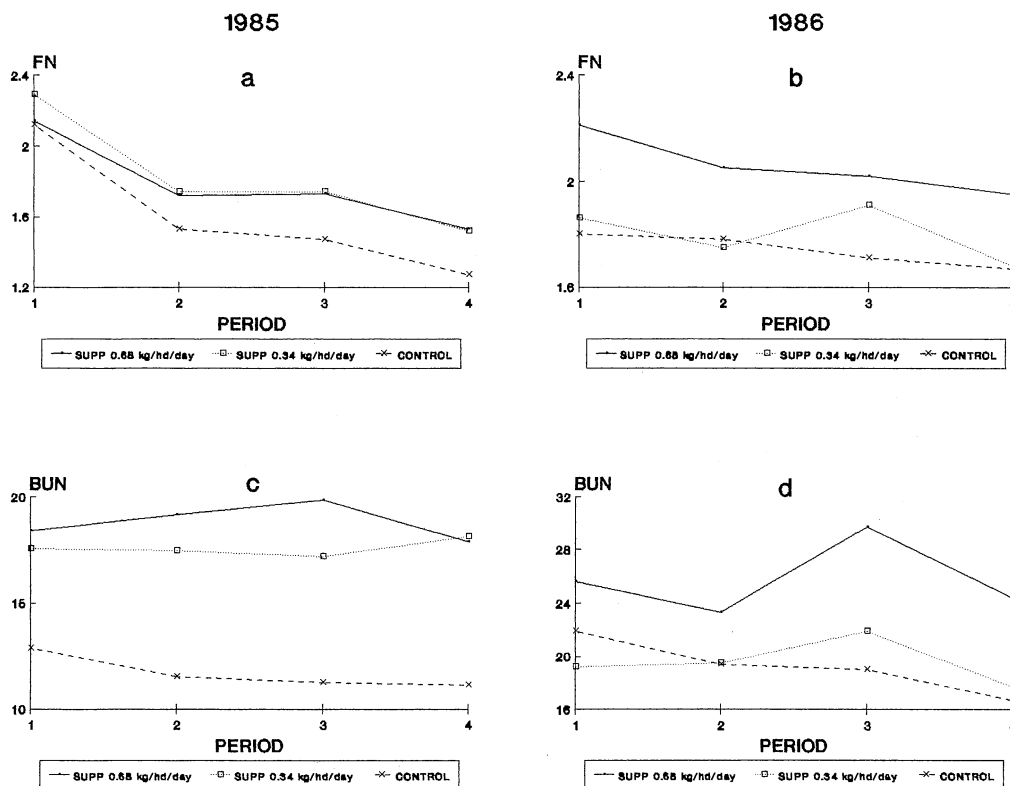 1985
1986
FN
a
2.4
2
1.6
1.2
1 2 3 4
PERIOD
SUPP 0.68 kg/hd/day SUPP 0.34 kg/hd/day CONTROL
FN
b
2.4
2
1.6
1 2 3
PERIOD
SUPP 0.68 kg/hd/day SUPP 0.34 kg/hd/day CONTROL
BUN
c
20
15
10
1 2 3 4
PERIOD
SUPP 0.68 kg/hd/day SUPP 0.34 kg/hd/day CONTROL
BUN
d
32
28
24
20
16
1 2 3
PERIOD
SUPP 0.68 kg/hd/day SUPP 0.34 kg/hd/day CONTROL